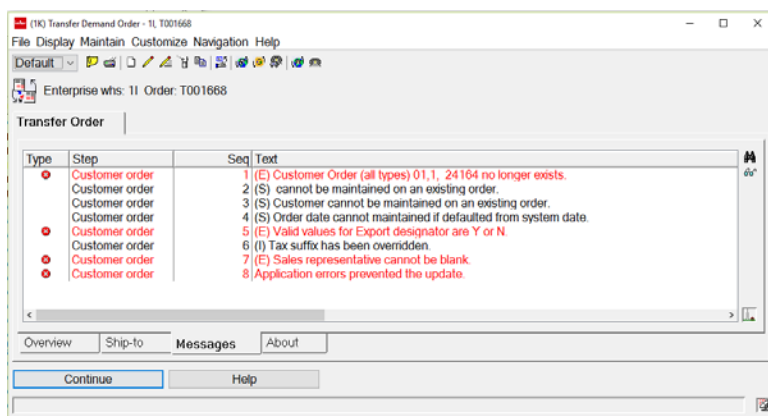 (1K) Transfer Demand Order - 1I, T001668
File Display Maintain Customize Navigation Help
Default
Enterprise whs: 1I Order: T001668
Transfer Order
Type Step Seq Text
Customer order 1 (E) Customer Order (all types) 01,1, 24164 no longer exists.
Customer order 2 (S) cannot be maintained on an existing order.
Customer order 3 (S) Customer cannot be maintained on an existing order.
Customer order 4 (S) Order date cannot maintained if defaulted from system date.
Customer order 5 (E) Valid values for Export designator are Y or N.
Customer order 6 (I) Tax suffix has been overridden.
Customer order 7 (E) Sales representative cannot be blank.
Customer order 8 Application errors prevented the update.
Overview Ship-to Messages About
Continue Help